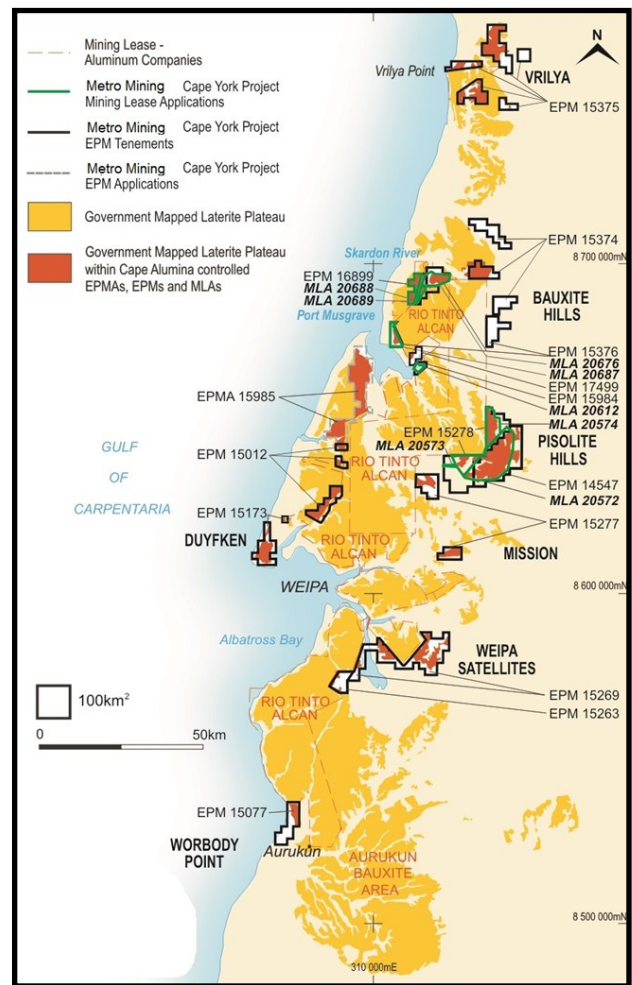 Mining Lease -
Aluminum Companies
Metro Mining Cape York Project
Mining Lease Applications
Metro Mining Cape York Project
EPM Tenements
Metro Mining Cape York Project
EPM Applications
Government Mapped Laterite Plateau
Government Mapped Laterite Plateau
within Cape Alumina controlled
EPMAs, EPMs and MLAs
N
Vrilya Point
VRILYA
EPM 15375
EPM 15374
Skardon River
8 700 000mN
EPM 16899
MLA 20688
MLA 20689
Port Musgrave
RIO TINTO
ALCAN
BAUXITE
HILLS
EPM 15376
MLA 20676
MLA 20687
EPM 17499
EPM 15984
MLA 20612
MLA 20574
EPMA 15985
EPM 15278
MLA 20573
PISOLITE
HILLS
GULF
OF
CARPENTARIA
EPM 15012
RIO TINTO
ALCAN
EPM 14547
MLA 20572
EPM 15173
EPM 15277
DUYFKEN
RIO TINTO
ALCAN
MISSION
WEIPA
8 600 000mN
Albatross Bay
WEIPA
SATELLITES
100km2
EPM 15269
EPM 15263
RIO TINTO
ALCAN
0 50km
EPM 15077
WORBODY
POINT
Aurukun
AURUKUN
BAUXITE
AREA
8 500 000mN
310 000mE